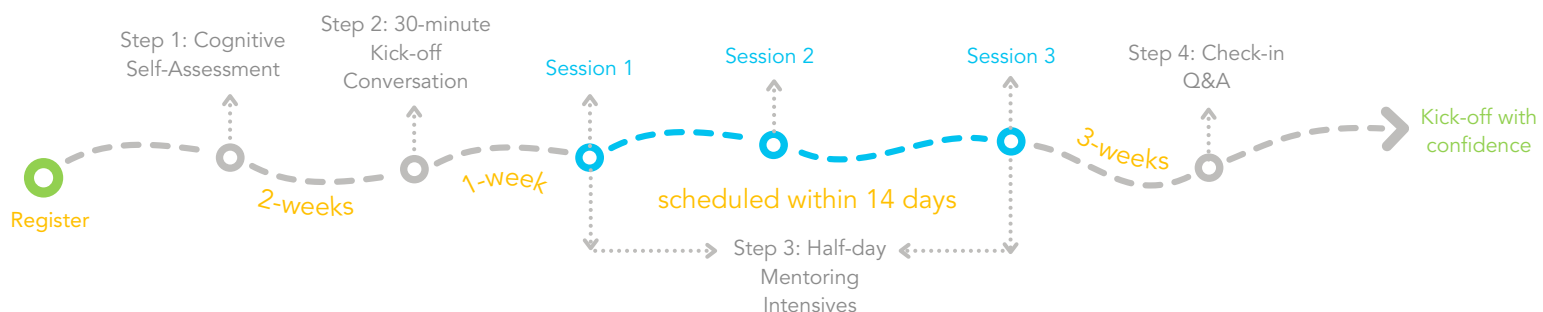 Register
Step 1: Cognitive
Self-Assessment
2-weeks
Step 2: 30-minute
Kick-off
Conversation
1-week
Session 1
Session 2
Session 3
scheduled within 14 days
Step 3: Half-day
Mentoring
Intensives
3-weeks
Step 4: Check-in
Q&A
Kick-off with
confidence